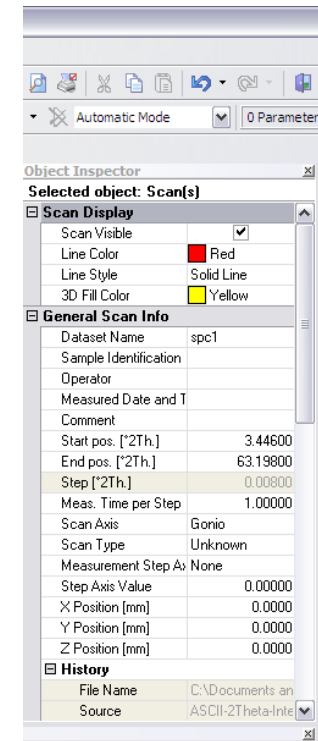 Automatic Mode 0 Parameter
Object Inspector
Selected object: Scan(s)
Scan Display
Scan Visible
Line Color Red
Line Style Solid Line
3D Fill Color Yellow
General Scan Info
Dataset Name spc1
Sample Identification
Operator
Measured Date and T
Comment
Start pos. [°2Th.] 3.44600
End pos. [°2Th.] 63.19800
Step [°2Th.] 0.00800
Meas. Time per Step 1.00000
Scan Axis Gonio
Scan Type Unknown
Measurement Step Ax None
Step Axis Value 0.00000
X Position [mm] 0.0000
Y Position [mm] 0.0000
Z Position [mm] 0.0000
History
File Name C:\Documents an
Source ASCII-2Theta-Inte